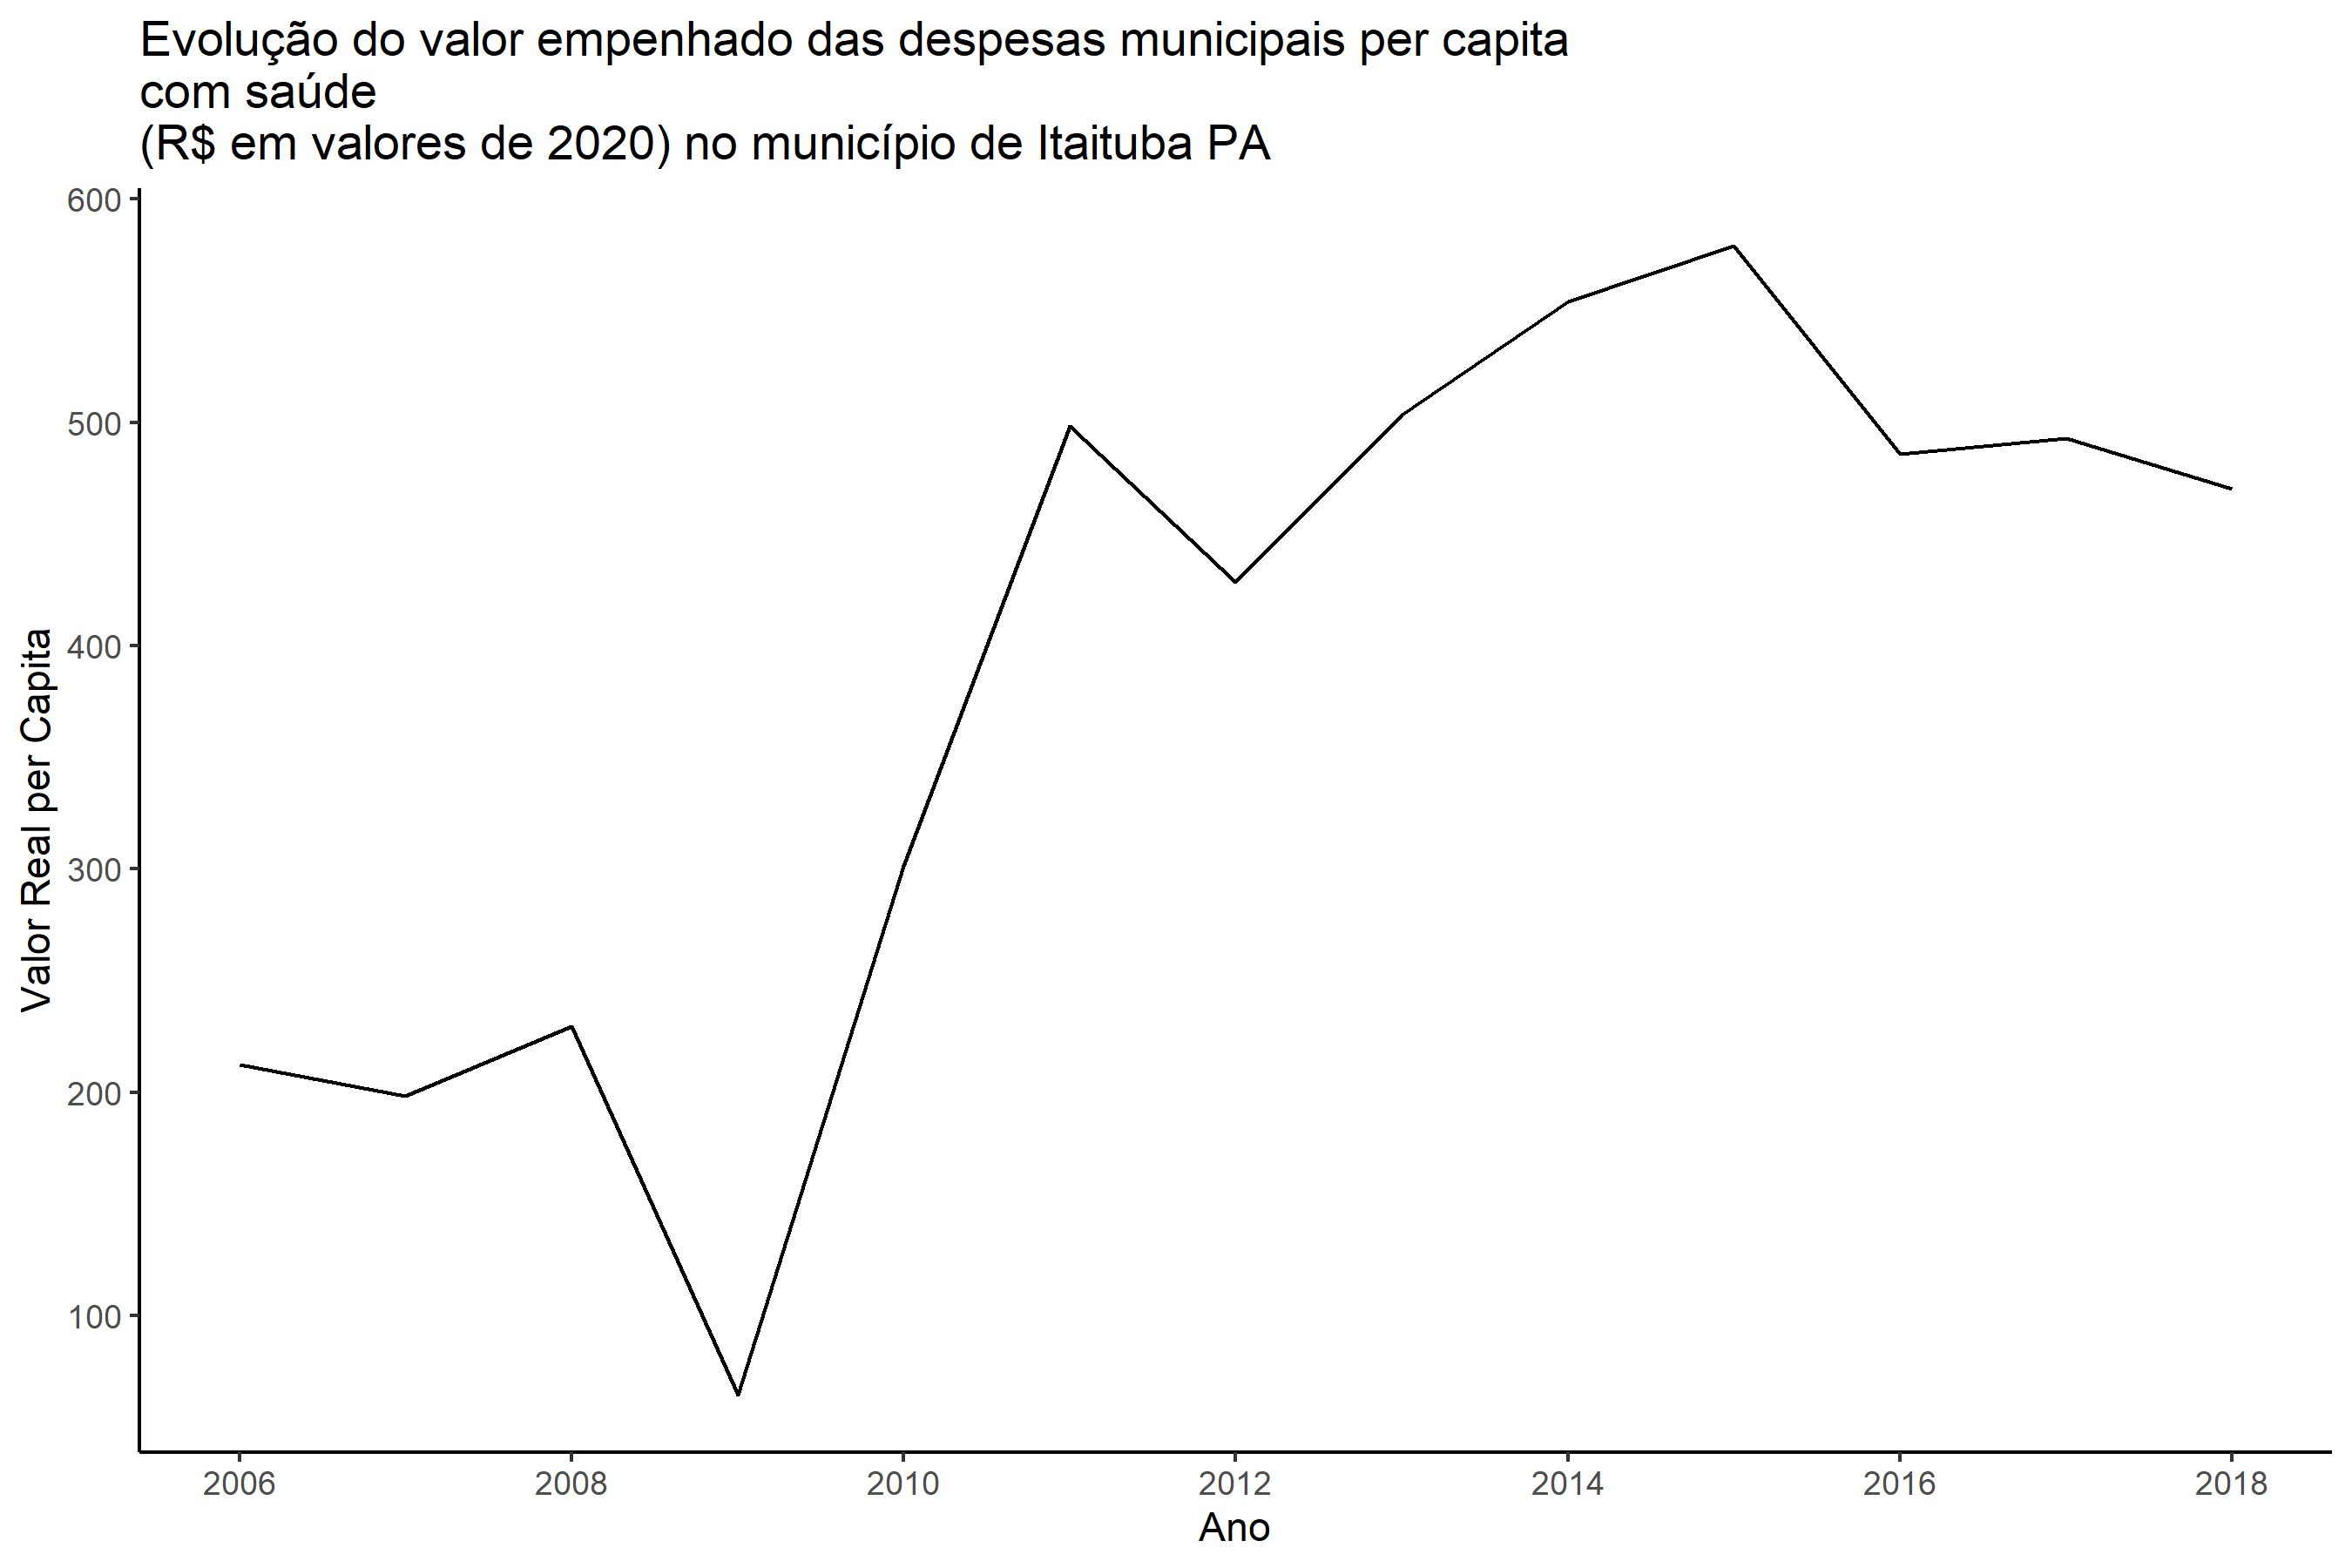 Evolução do valor empenhado das despesas municipais per capita
com saúde
(R$ em valores de 2020) no município de Itaituba PA
Valor Real per Capita
600
500
400
300
200
100
2006 2008 2010 2012 2014 2016 2018
Ano